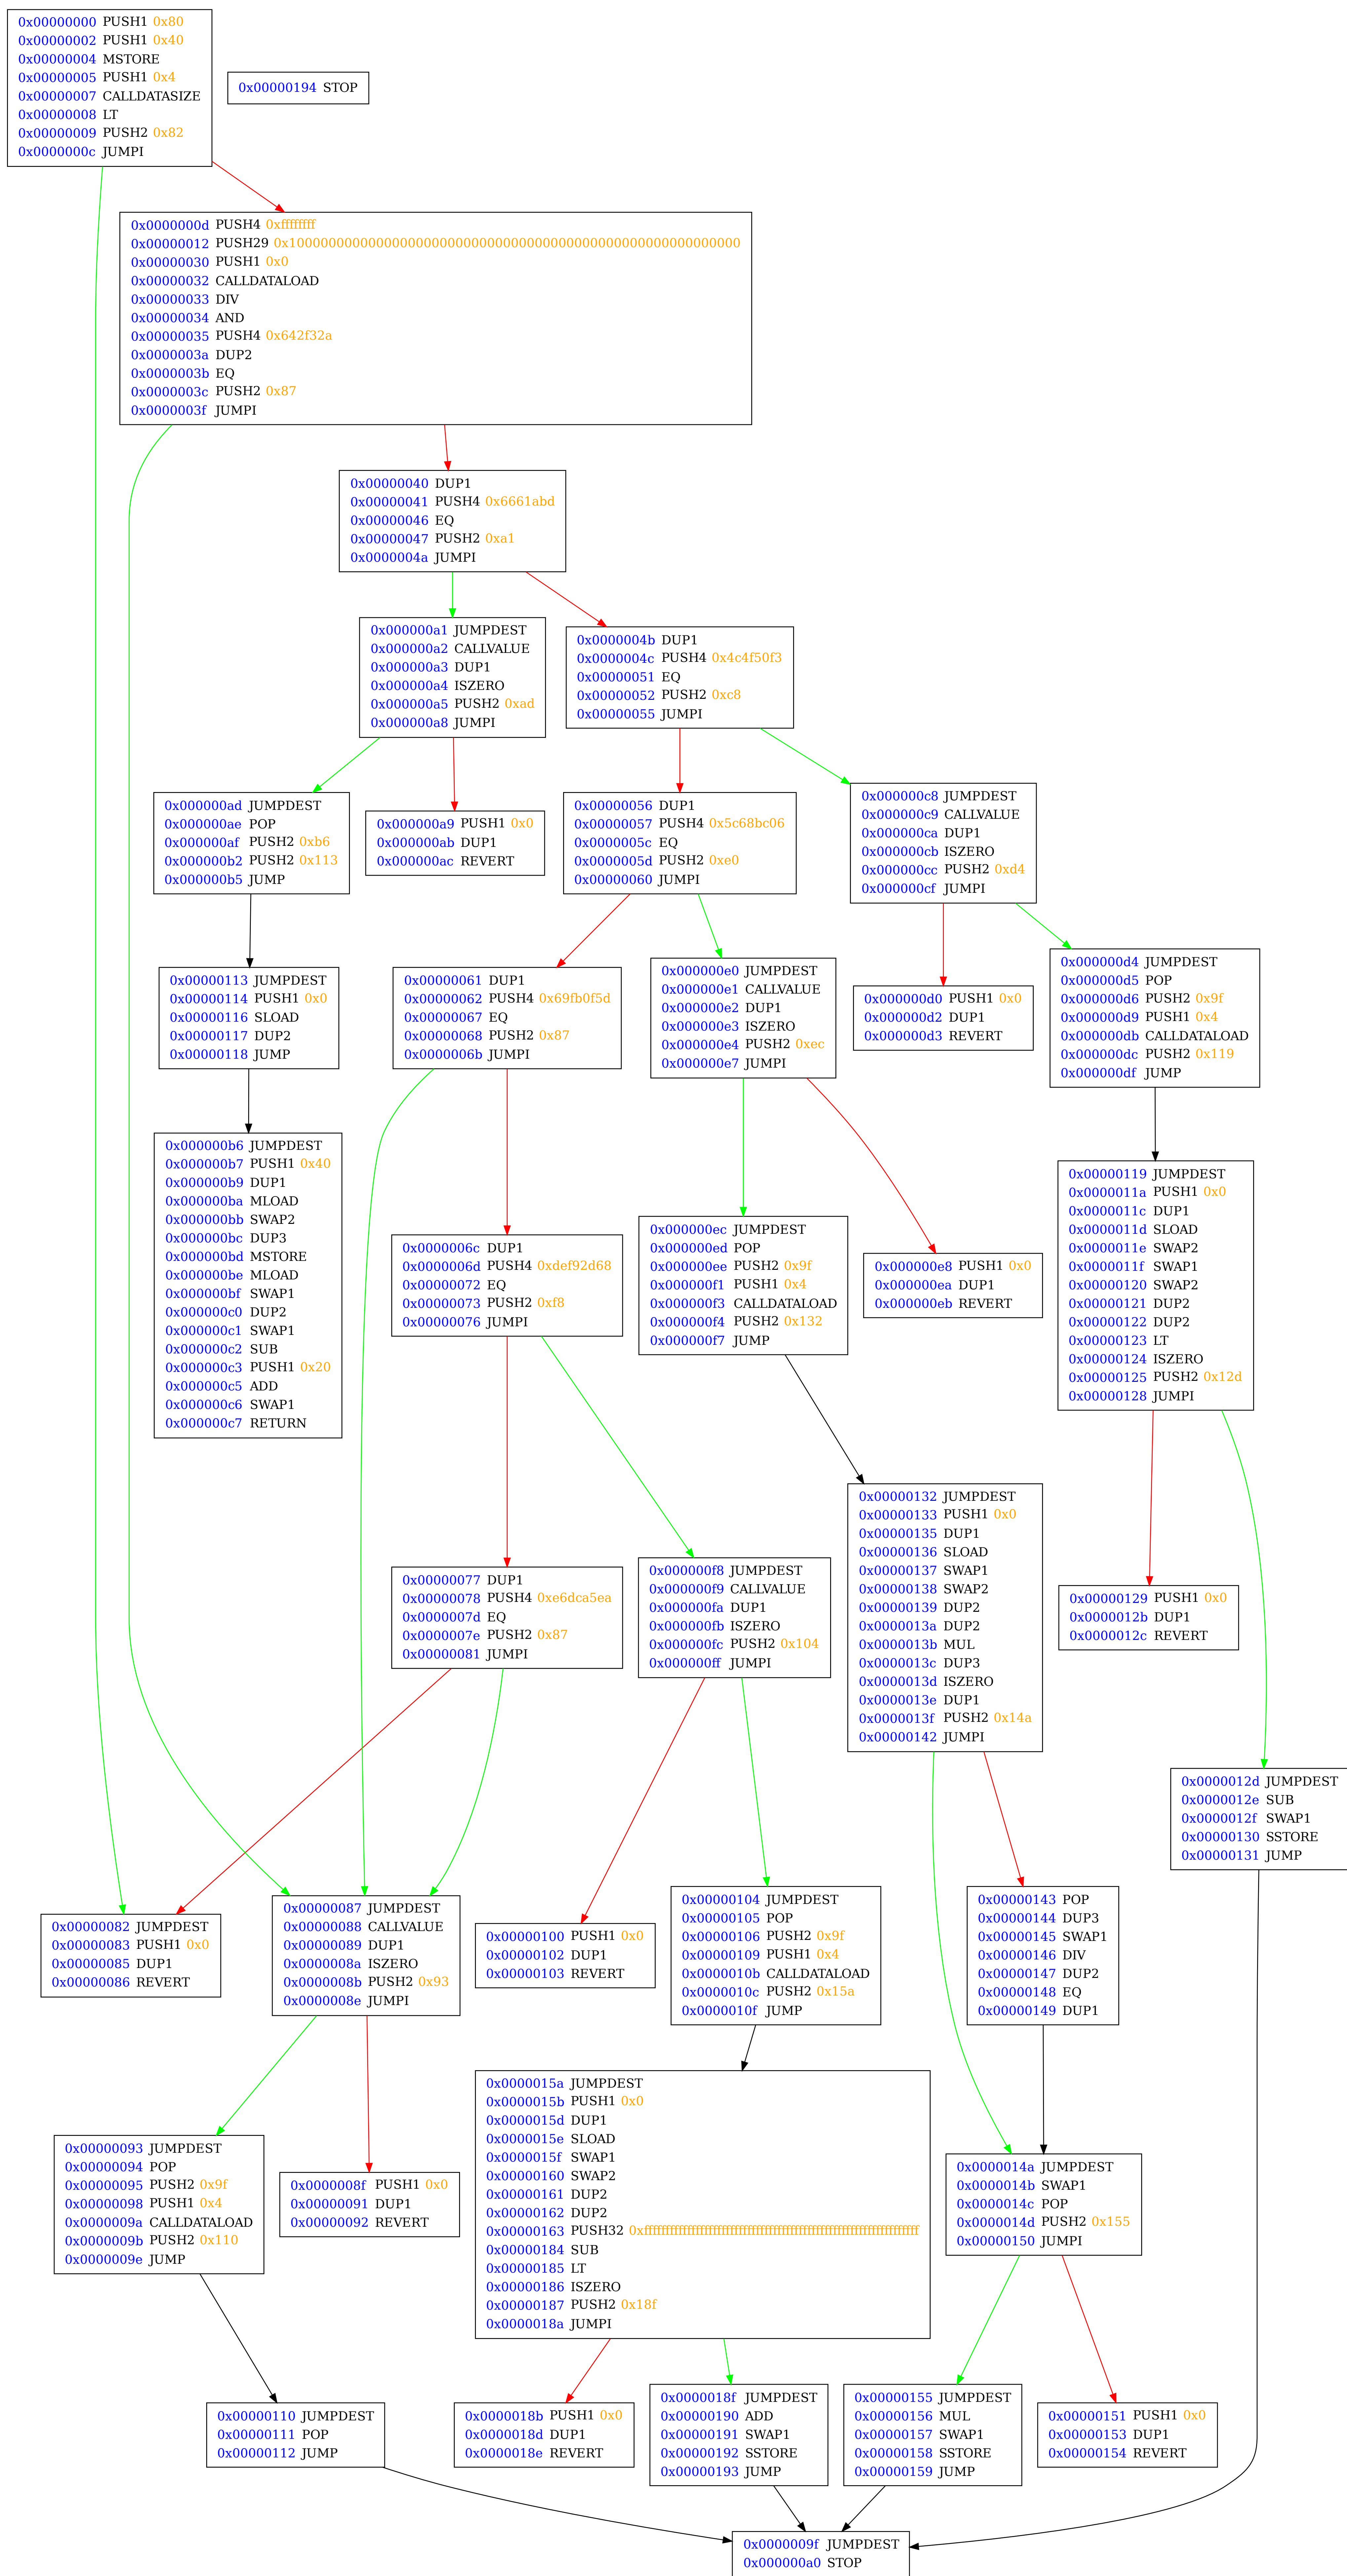 0x00000000 PUSH1 0x80
0x00000002 PUSH1 0x40
0x00000004 MSTORE
0x00000005 PUSH1 0x4
0x00000007 CALLDATASIZE
0x00000008 LT
0x00000009 PUSH2 0x82
0x0000000c JUMPI
0x00000194 STOP
0x0000000d PUSH4 0xffffffff
0x00000012 PUSH29 0x100000000000000000000000000000000000000000000000000000000
0x00000030 PUSH1 0x0
0x00000032 CALLDATALOAD
0x00000033 DIV
0x00000034 AND
0x00000035 PUSH4 0x642f32a
0x0000003a DUP2
0x0000003b EQ
0x0000003c PUSH2 0x87
0x0000003f JUMPI
0x00000040 DUP1
0x00000041 PUSH4 0x6661abd
0x00000046 EQ
0x00000047 PUSH2 0xa1
0x0000004a JUMPI
0x000000a1 JUMPDEST
0x000000a2 CALLVALUE
0x000000a3 DUP1
0x000000a4 ISZERO
0x000000a5 PUSH2 0xad
0x000000a8 JUMPI
0x0000004b DUP1
0x0000004c PUSH4 0x4c4f50f3
0x00000051 EQ
0x00000052 PUSH2 0xc8
0x00000055 JUMPI
0x000000ad JUMPDEST
0x000000ae POP
0x000000af PUSH2 0xb6
0x000000b2 PUSH2 0x113
0x000000b5 JUMP
0x000000a9 PUSH1 0x0
0x000000ab DUP1
0x000000ac REVERT
0x00000056 DUP1
0x00000057 PUSH4 0x5c68bc06
0x0000005c EQ
0x0000005d PUSH2 0xe0
0x00000060 JUMPI
0x000000c8 JUMPDEST
0x000000c9 CALLVALUE
0x000000ca DUP1
0x000000cb ISZERO
0x000000cc PUSH2 0xd4
0x000000cf JUMPI
0x00000113 JUMPDEST
0x00000114 PUSH1 0x0
0x00000116 SLOAD
0x00000117 DUP2
0x00000118 JUMP
0x00000061 DUP1
0x00000062 PUSH4 0x69fb0f5d
0x00000067 EQ
0x00000068 PUSH2 0x87
0x0000006b JUMPI
0x000000e0 JUMPDEST
0x000000e1 CALLVALUE
0x000000e2 DUP1
0x000000e3 ISZERO
0x000000e4 PUSH2 0xec
0x000000e7 JUMPI
0x000000d0 PUSH1 0x0
0x000000d2 DUP1
0x000000d3 REVERT
0x000000d4 JUMPDEST
0x000000d5 POP
0x000000d6 PUSH2 0x9f
0x000000d9 PUSH1 0x4
0x000000db CALLDATALOAD
0x000000dc PUSH2 0x119
0x000000df JUMP
0x000000b6 JUMPDEST
0x000000b7 PUSH1 0x40
0x000000b9 DUP1
0x000000ba MLOAD
0x000000bb SWAP2
0x000000bc DUP3
0x000000bd MSTORE
0x000000be MLOAD
0x000000bf SWAP1
0x000000c0 DUP2
0x000000c1 SWAP1
0x000000c2 SUB
0x000000c3 PUSH1 0x20
0x000000c5 ADD
0x000000c6 SWAP1
0x000000c7 RETURN
0x0000006c DUP1
0x0000006d PUSH4 0xdef92d68
0x00000072 EQ
0x00000073 PUSH2 0xf8
0x00000076 JUMPI
0x000000ec JUMPDEST
0x000000ed POP
0x000000ee PUSH2 0x9f
0x000000f1 PUSH1 0x4
0x000000f3 CALLDATALOAD
0x000000f4 PUSH2 0x132
0x000000f7 JUMP
0x000000e8 PUSH1 0x0
0x000000ea DUP1
0x000000eb REVERT
0x00000119 JUMPDEST
0x0000011a PUSH1 0x0
0x0000011c DUP1
0x0000011d SLOAD
0x0000011e SWAP2
0x0000011f SWAP1
0x00000120 SWAP2
0x00000121 DUP2
0x00000122 DUP2
0x00000123 LT
0x00000124 ISZERO
0x00000125 PUSH2 0x12d
0x00000128 JUMPI
0x00000077 DUP1
0x00000078 PUSH4 0xe6dca5ea
0x0000007d EQ
0x0000007e PUSH2 0x87
0x00000081 JUMPI
0x000000f8 JUMPDEST
0x000000f9 CALLVALUE
0x000000fa DUP1
0x000000fb ISZERO
0x000000fc PUSH2 0x104
0x000000ff JUMPI
0x00000132 JUMPDEST
0x00000133 PUSH1 0x0
0x00000135 DUP1
0x00000136 SLOAD
0x00000137 SWAP1
0x00000138 SWAP2
0x00000139 DUP2
0x0000013a DUP2
0x0000013b MUL
0x0000013c DUP3
0x0000013d ISZERO
0x0000013e DUP1
0x0000013f PUSH2 0x14a
0x00000142 JUMPI
0x00000129 PUSH1 0x0
0x0000012b DUP1
0x0000012c REVERT
0x0000012d JUMPDEST
0x0000012e SUB
0x0000012f SWAP1
0x00000130 SSTORE
0x00000131 JUMP
0x00000082 JUMPDEST
0x00000083 PUSH1 0x0
0x00000085 DUP1
0x00000086 REVERT
0x00000087 JUMPDEST
0x00000088 CALLVALUE
0x00000089 DUP1
0x0000008a ISZERO
0x0000008b PUSH2 0x93
0x0000008e JUMPI
0x00000100 PUSH1 0x0
0x00000102 DUP1
0x00000103 REVERT
0x00000104 JUMPDEST
0x00000105 POP
0x00000106 PUSH2 0x9f
0x00000109 PUSH1 0x4
0x0000010b CALLDATALOAD
0x0000010c PUSH2 0x15a
0x0000010f JUMP
0x00000143 POP
0x00000144 DUP3
0x00000145 SWAP1
0x00000146 DIV
0x00000147 DUP2
0x00000148 EQ
0x00000149 DUP1
0x00000093 JUMPDEST
0x00000094 POP
0x00000095 PUSH2 0x9f
0x00000098 PUSH1 0x4
0x0000009a CALLDATALOAD
0x0000009b PUSH2 0x110
0x0000009e JUMP
0x0000008f PUSH1 0x0
0x00000091 DUP1
0x00000092 REVERT
0x0000015a JUMPDEST
0x0000015b PUSH1 0x0
0x0000015d DUP1
0x0000015e SLOAD
0x0000015f SWAP1
0x00000160 SWAP2
0x00000161 DUP2
0x00000162 DUP2
0x00000163 PUSH32 0xffffffffffffffffffffffffffffffffffffffffffffffffffffffffffffffff
0x00000184 SUB
0x00000185 LT
0x00000186 ISZERO
0x00000187 PUSH2 0x18f
0x0000018a JUMPI
0x0000014a JUMPDEST
0x0000014b SWAP1
0x0000014c POP
0x0000014d PUSH2 0x155
0x00000150 JUMPI
0x00000110 JUMPDEST
0x00000111 POP
0x00000112 JUMP
0x0000018b PUSH1 0x0
0x0000018d DUP1
0x0000018e REVERT
0x0000018f JUMPDEST
0x00000190 ADD
0x00000191 SWAP1
0x00000192 SSTORE
0x00000193 JUMP
0x00000155 JUMPDEST
0x00000156 MUL
0x00000157 SWAP1
0x00000158 SSTORE
0x00000159 JUMP
0x00000151 PUSH1 0x0
0x00000153 DUP1
0x00000154 REVERT
0x0000009f JUMPDEST
0x000000a0 STOP